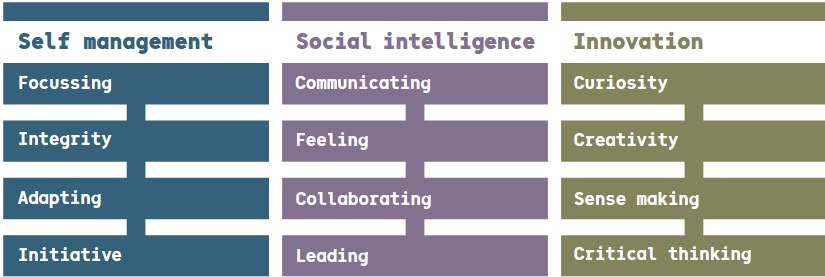 Self management
Focussing
Integrity
Adapting
Initiative
Social intelligence
Communicating
Feeling
Collaborating
Leading
Innovation
Curiosity
Creativity
Sense making
Critical thinking